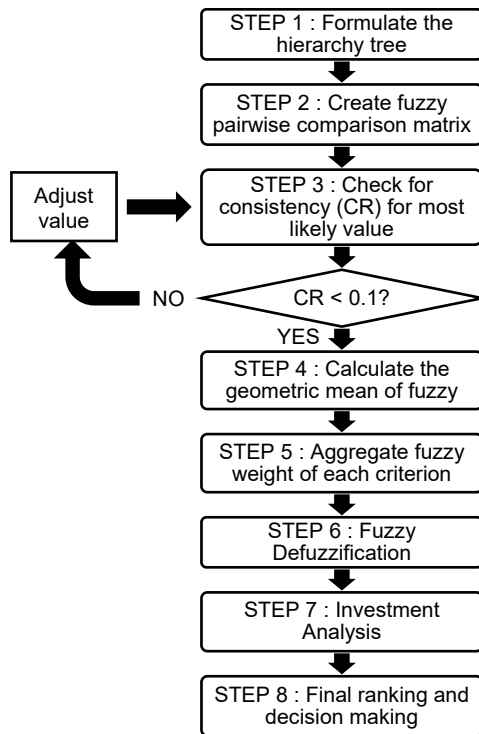 STEP 1 : Formulate the
hierarchy tree
STEP 2 : Create fuzzy
pairwise comparison matrix
Adjust
value
STEP 3 : Check for
consistency (CR) for most
likely value
NO
CR < 0.1?
YES
STEP 4 : Calculate the
geometric mean of fuzzy
STEP 5 : Aggregate fuzzy
weight of each criterion
STEP 6 : Fuzzy
Defuzzification
STEP 7 : Investment
Analysis
STEP 8 : Final ranking and
decision making